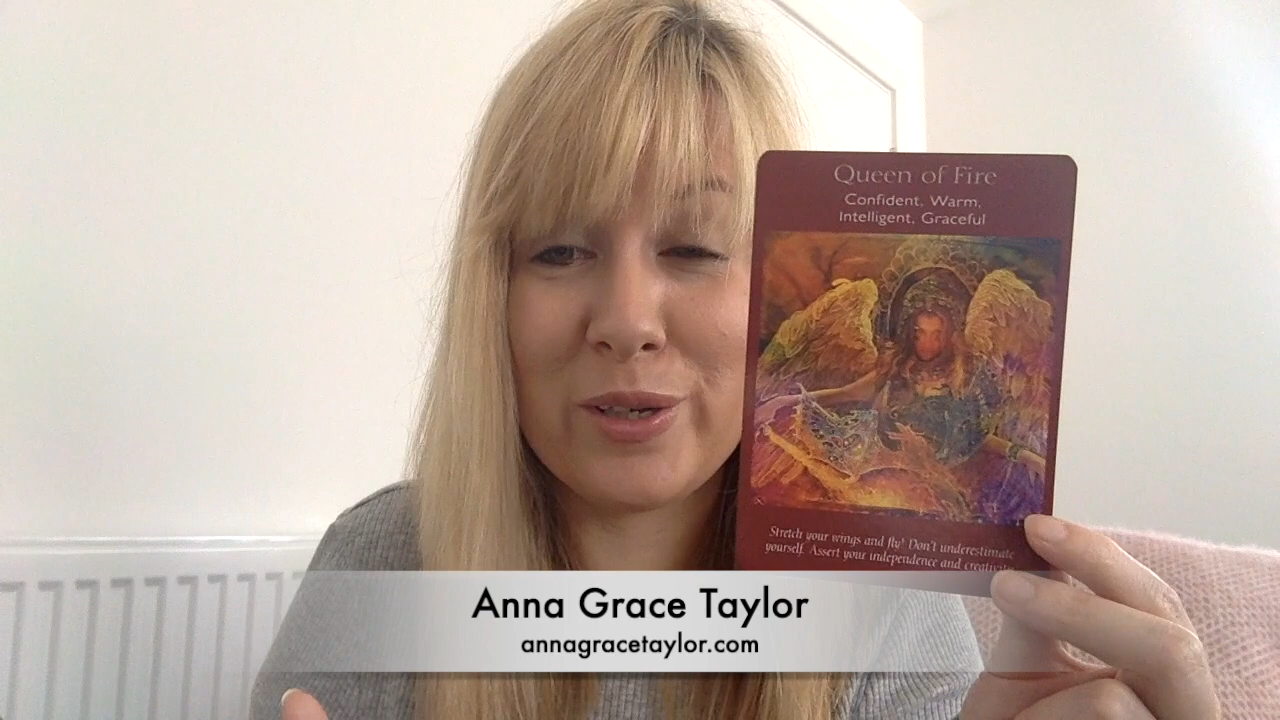 Queen of Fire
Confident, Warm,
Intelligent, Graceful
Stretch your wings and fly! Don't underestimate
yourself. Assert your independence and creativity
Anna Grace Taylor
annagracetaylor.com